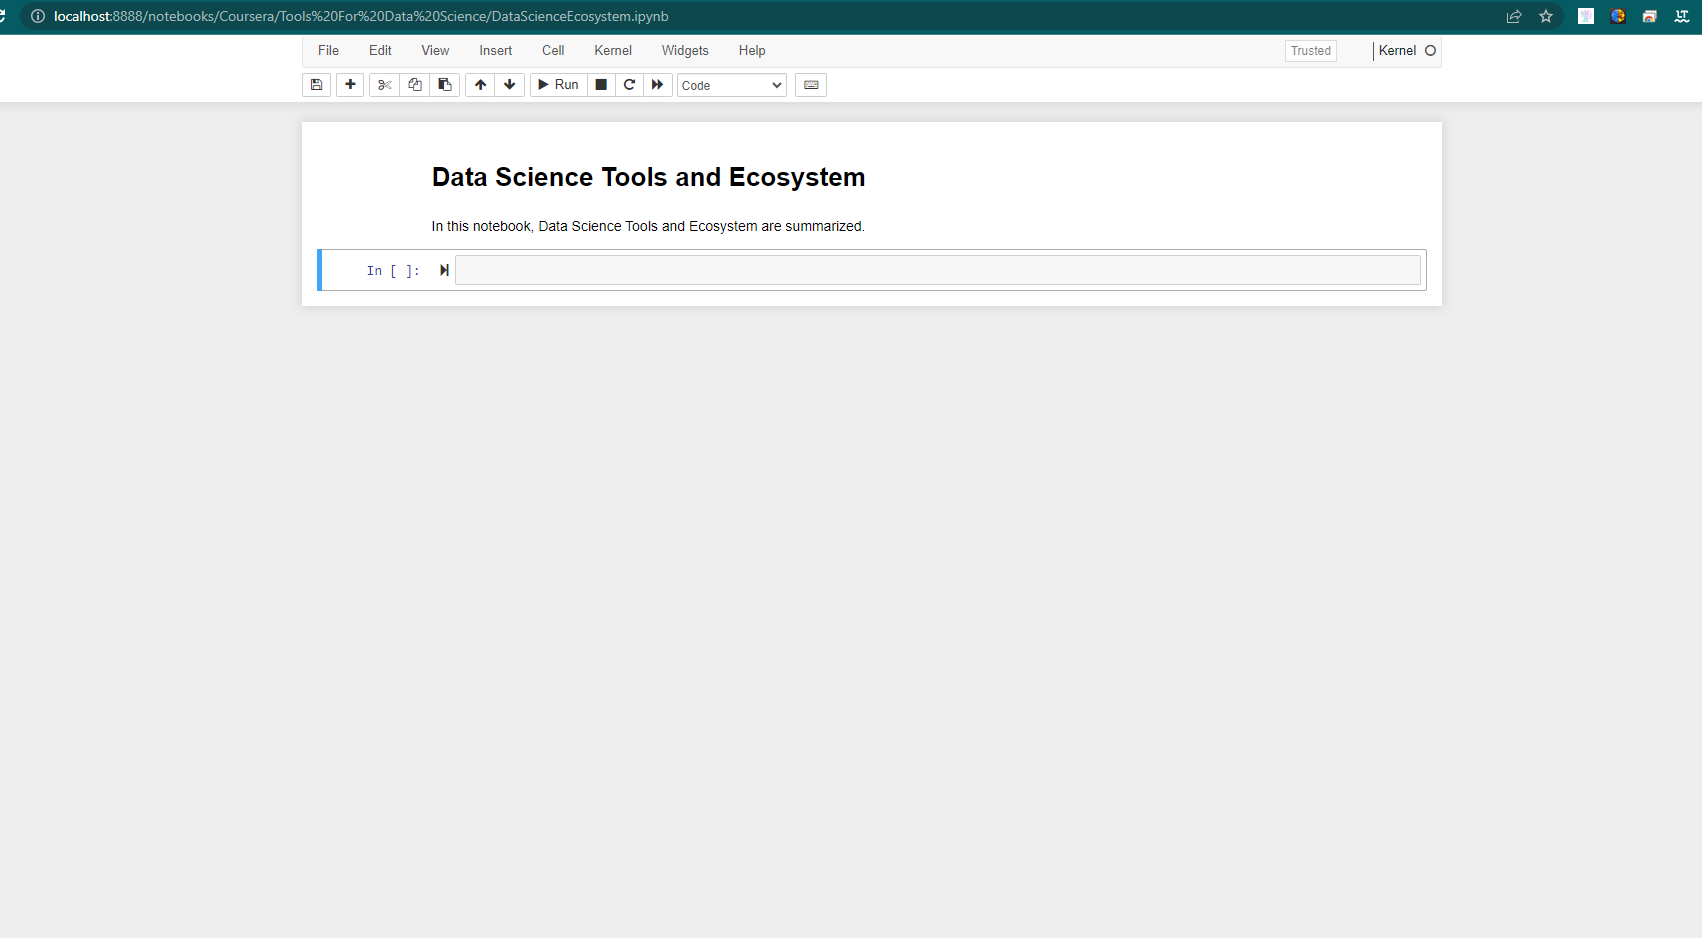 localhost:8888/notebooks/Coursera/Tools%20For%20Data%20Science/DataScienceEcosystem.ipynb
File Edit View Insert Cell Kernel Widgets Help Trusted Kernel
Run Code
Data Science Tools and Ecosystem
In this notebook, Data Science Tools and Ecosystem are summarized.
In [ ]: